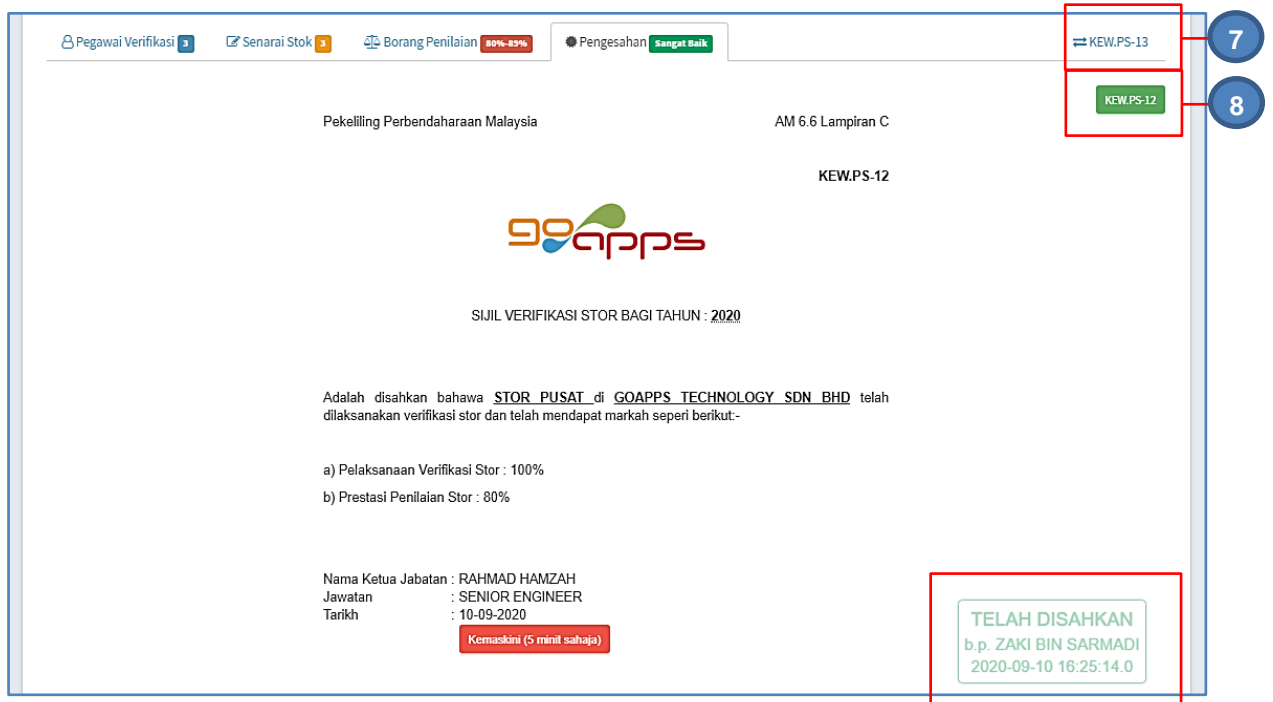 Pegawai Verifikasi 3 Senarai Stok 3 Borang Penilaian 80%-89% Pengesahan Sangat Baik KEW.PS-13 7
KEW.PS-12 8
Pekeliling Perbendaharaan Malaysia AM 6.6 Lampiran C
KEW.PS-12
goapps
SIJIL VERIFIKASI STOR BAGI TAHUN : 2020
Adalah disahkan bahawa STOR PUSAT di GOAPPS TECHNOLOGY SDN BHD telah
dilaksanakan verifikasi stor dan telah mendapat markah seperi berikut:-
a) Pelaksanaan Verifikasi Stor : 100%
b) Prestasi Penilaian Stor : 80%
Nama Ketua Jabatan : RAHMAD HAMZAH
Jawatan : SENIOR ENGINEER
Tarikh : 10-09-2020
Kemaskini (5 minit sahaja)
TELAH DISAHKAN
b.p. ZAKI BIN SARMADI
2020-09-10 16:25:14.0